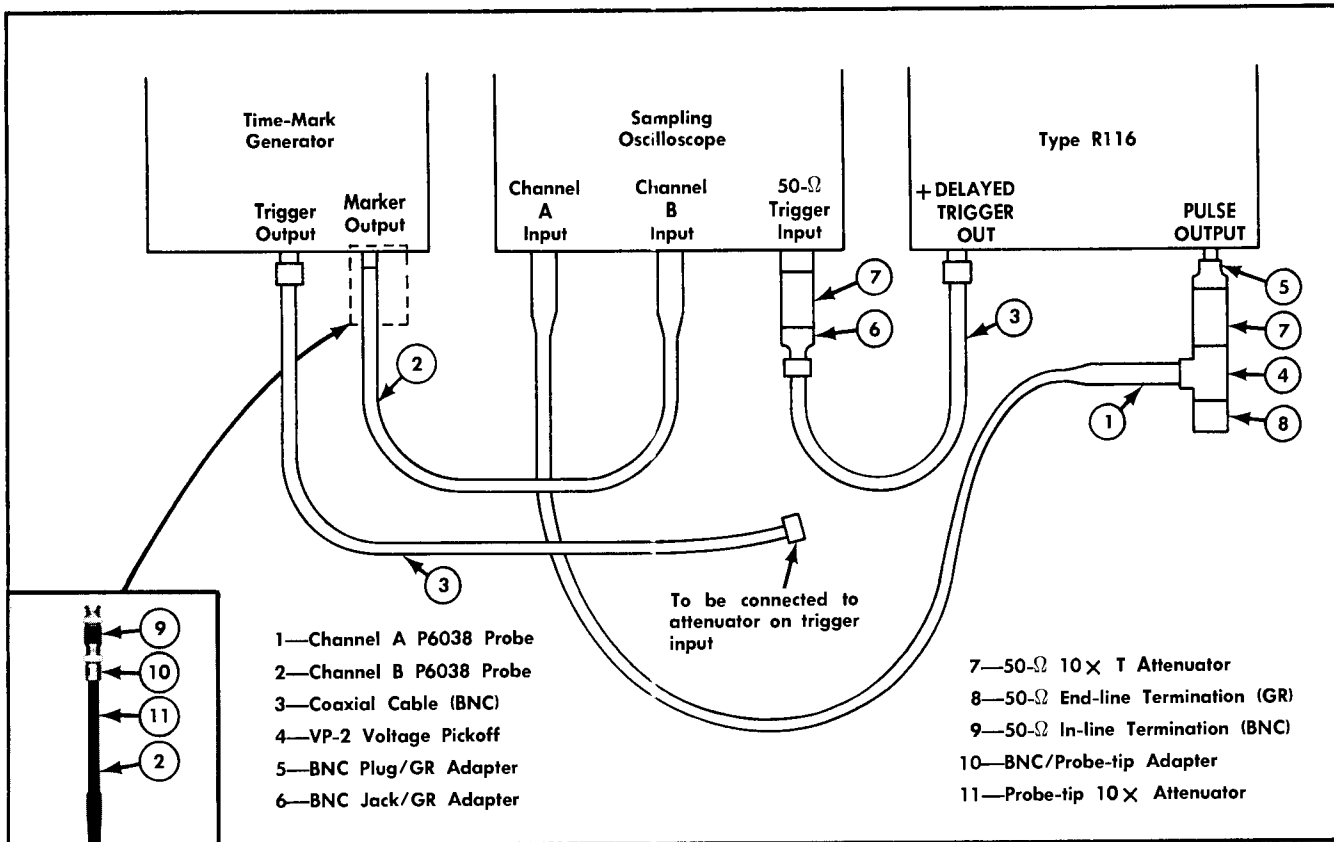 Time-Mark
Generator
Trigger
Output
Marker
Output
Sampling
Oscilloscope
Channel
A
Input
Channel
B
Input
50-Ω
Trigger
Input
Type R116
+ DELAYED
TRIGGER
OUT
PULSE
OUTPUT
5
7
6
3
7
4
2
1
8
3
To be connected to
attenuator on trigger
input
9
10
11
2
1—Channel A P6038 Probe
2—Channel B P6038 Probe
3—Coaxial Cable (BNC)
4—VP-2 Voltage Pickoff
5—BNC Plug/GR Adapter
6—BNC Jack/GR Adapter
7—50-Ω 10× T Attenuator
8—50-Ω End-line Termination (GR)
9—50-Ω In-line Termination (BNC)
10—BNC/Probe-tip Adapter
11—Probe-tip 10× Attenuator